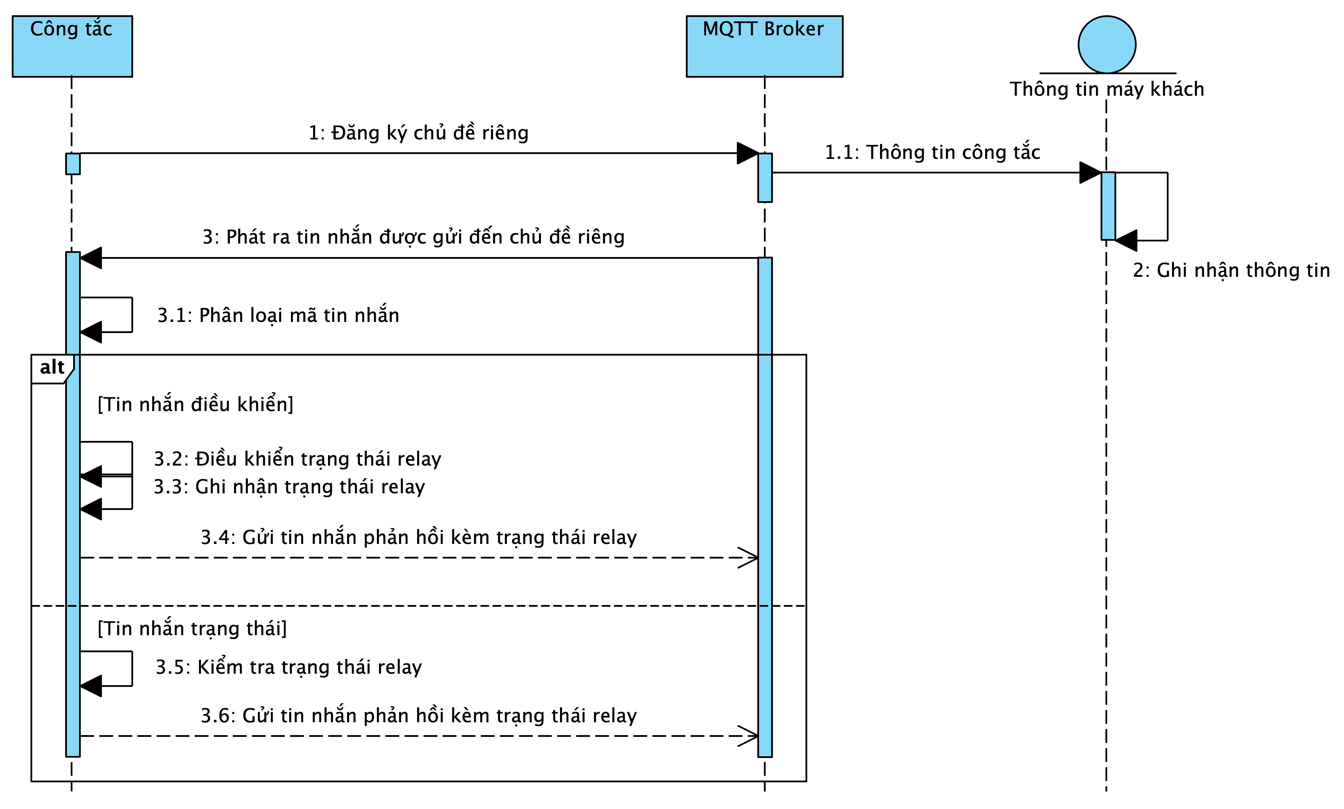 Công tắc
MQTT Broker
Thông tin máy khách
1: Đăng ký chủ đề riêng
1.1: Thông tin công tắc
3: Phát ra tin nhắn được gửi đến chủ đề riêng
2: Ghi nhận thông tin
3.1: Phân loại mã tin nhắn
alt
[Tin nhắn điều khiển]
3.2: Điều khiển trạng thái relay
3.3: Ghi nhận trạng thái relay
3.4: Gửi tin nhắn phản hồi kèm trạng thái relay
[Tin nhắn trạng thái]
3.5: Kiểm tra trạng thái relay
3.6: Gửi tin nhắn phản hồi kèm trạng thái relay